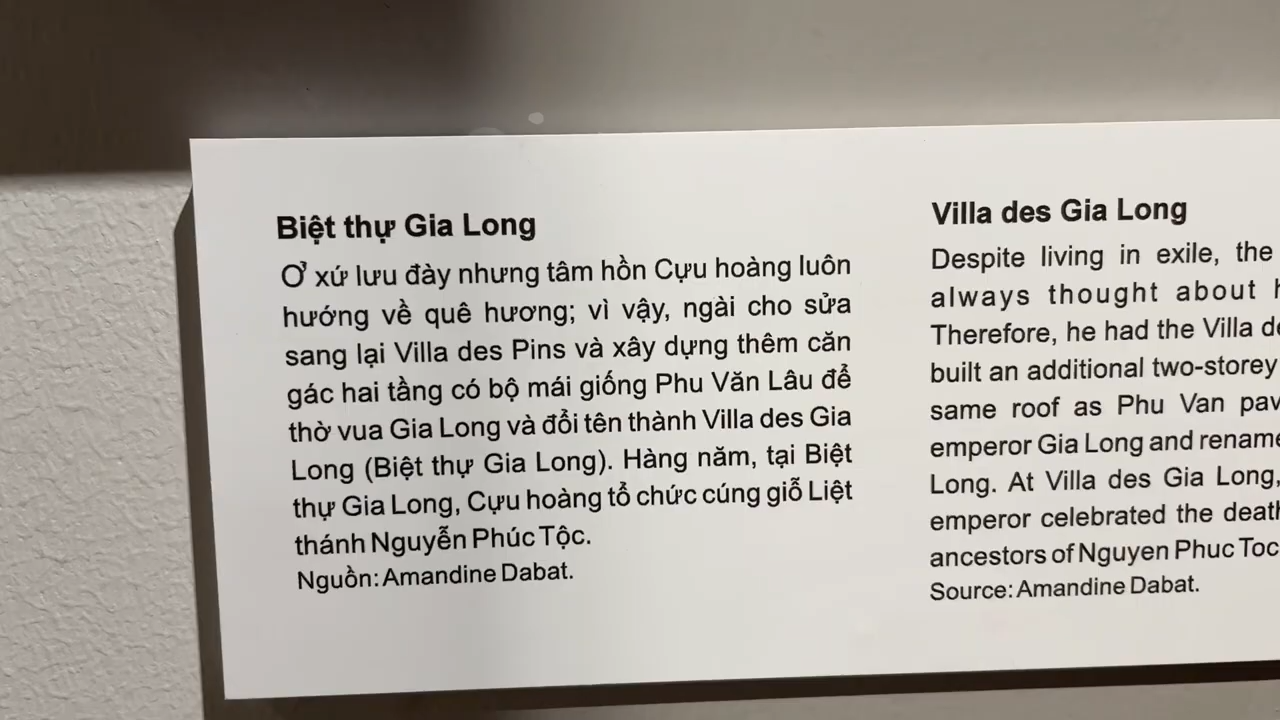 Biệt thự Gia Long
Ở xứ lưu đày nhưng tâm hồn Cựu hoàng luôn
hướng về quê hương; vì vậy, ngài cho sửa
sang lại Villa des Pins và xây dựng thêm căn
gác hai tầng có bộ mái giống Phu Văn Lâu để
thờ vua Gia Long và đổi tên thành Villa des Gia
Long (Biệt thự Gia Long). Hàng năm, tại Biệt
thự Gia Long, Cựu hoàng tổ chức cúng giỗ Liệt
thánh Nguyễn Phúc Tộc.
Nguồn: Amandine Dabat.
Villa des Gia Long
Despite living in exile, the
always thought about
Therefore, he had the Villa
built an additional two-storey
same roof as Phu Van
emperor Gia Long and
Long. At Villa des Gia Long,
emperor celebrated the
ancestors of Nguyen Phuc Toc
Source: Amandine Dabat.